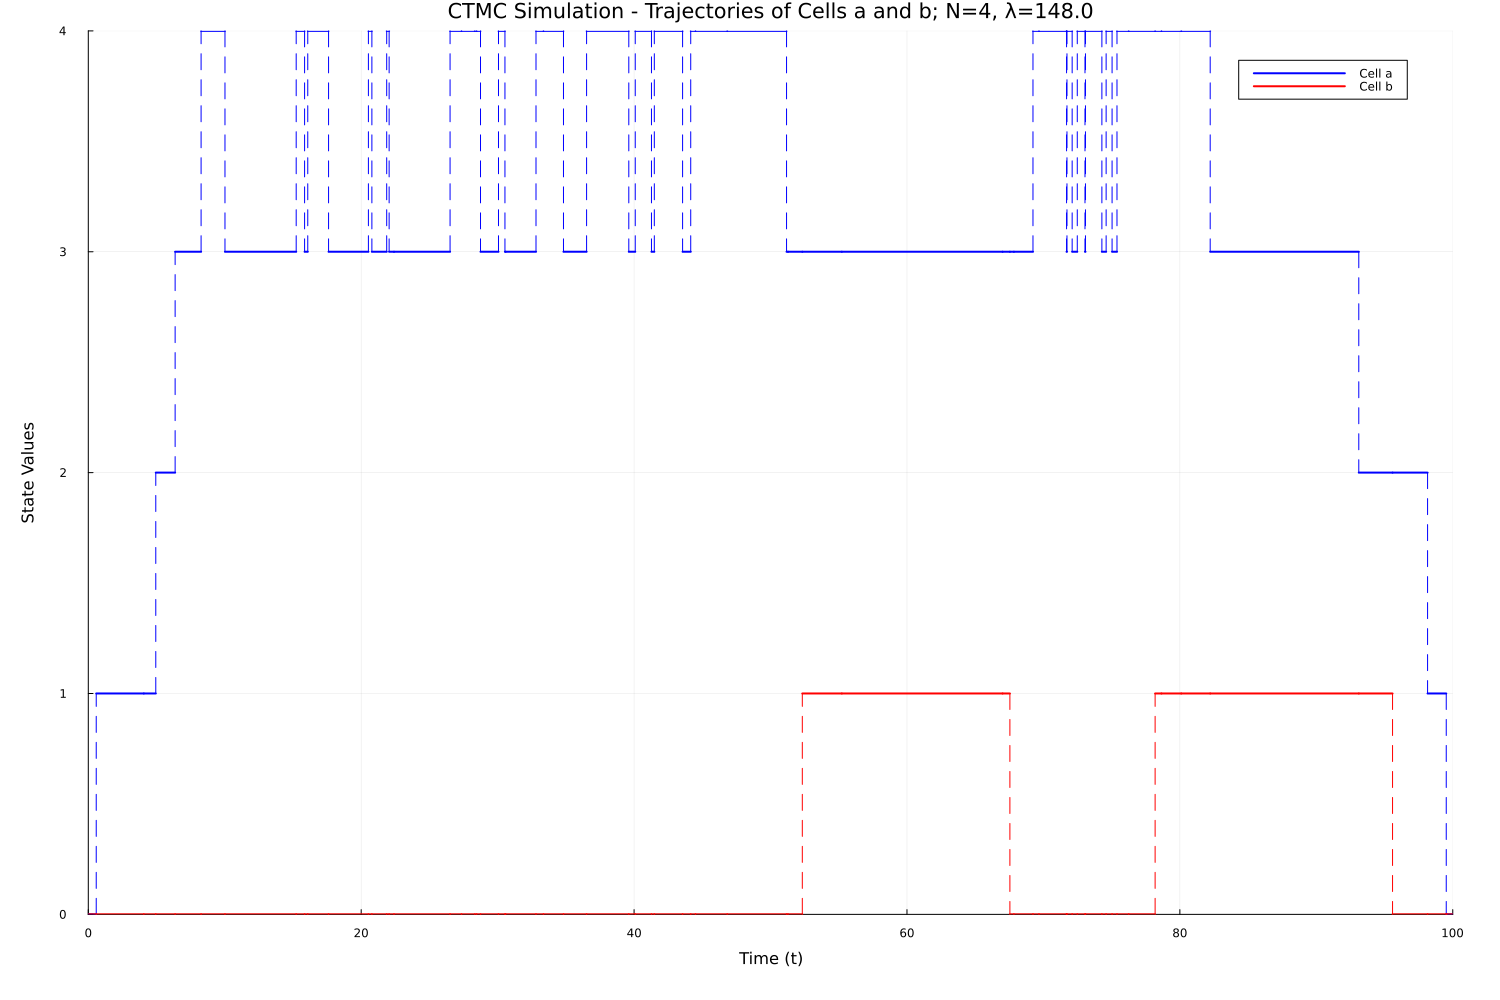 CTMC Simulation - Trajectories of Cells a and b; N=4, λ=148.0
4
Cell a
Cell b
3
State Values
2
1
0
0 20 40 60 80 100
Time (t)